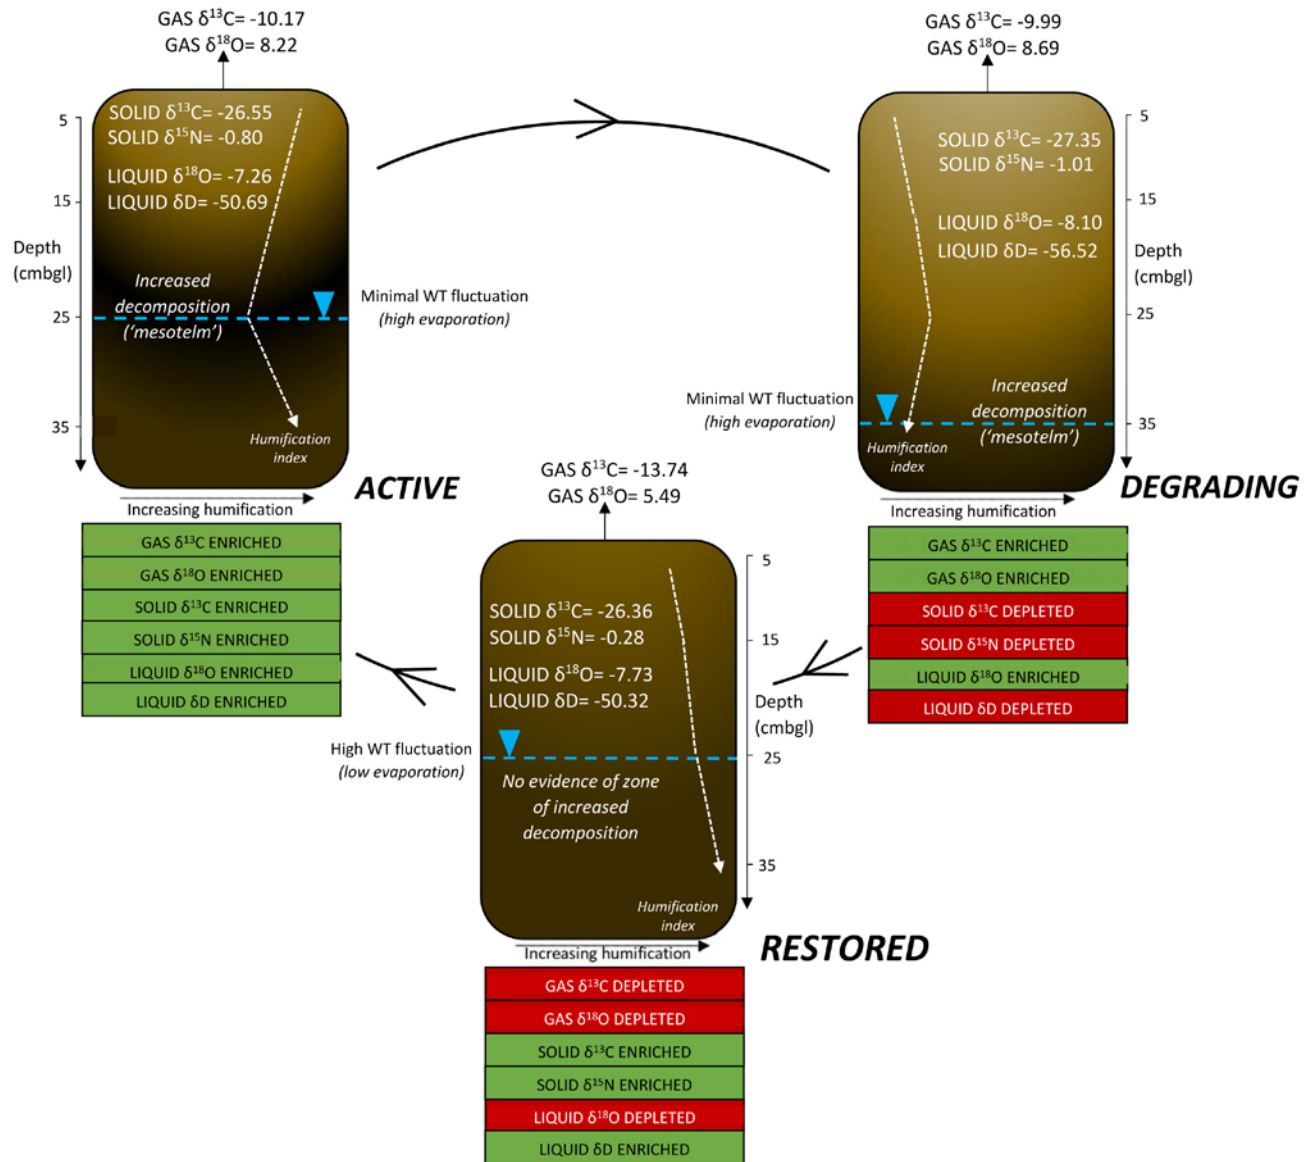 GAS δ¹³C= -10.17
GAS δ¹⁸O= 8.22
5
15
Depth
(cmbgl)
25
35
SOLID δ¹³C= -26.55
SOLID δ¹⁵N= -0.80
LIQUID δ¹⁸O= -7.26
LIQUID δD= -50.69
Increased
decomposition
('mesotelm')
Humification
index
Minimal WT fluctuation
(high evaporation)
ACTIVE
Increasing humification
GAS δ¹³C ENRICHED
GAS δ¹⁸O ENRICHED
SOLID δ¹³C ENRICHED
SOLID δ¹⁵N ENRICHED
LIQUID δ¹⁸O ENRICHED
LIQUID δD ENRICHED
GAS δ¹³C= -9.99
GAS δ¹⁸O= 8.69
SOLID δ¹³C= -27.35
SOLID δ¹⁵N= -1.01
LIQUID δ¹⁸O= -8.10
LIQUID δD= -56.52
5
15
Depth
(cmbgl)
25
35
Minimal WT fluctuation
(high evaporation)
Increased
decomposition
('mesotelm')
Humification
index
DEGRADING
Increasing humification
GAS δ¹³C ENRICHED
GAS δ¹⁸O ENRICHED
SOLID δ¹³C DEPLETED
SOLID δ¹⁵N DEPLETED
LIQUID δ¹⁸O ENRICHED
LIQUID δD DEPLETED
GAS δ¹³C= -13.74
GAS δ¹⁸O= 5.49
SOLID δ¹³C= -26.36
SOLID δ¹⁵N= -0.28
LIQUID δ¹⁸O= -7.73
LIQUID δD= -50.32
5
15
Depth
(cmbgl)
25
35
High WT fluctuation
(low evaporation)
No evidence of zone
of increased
decomposition
Humification
index
RESTORED
Increasing humification
GAS δ¹³C DEPLETED
GAS δ¹⁸O DEPLETED
SOLID δ¹³C ENRICHED
SOLID δ¹⁵N ENRICHED
LIQUID δ¹⁸O DEPLETED
LIQUID δD ENRICHED